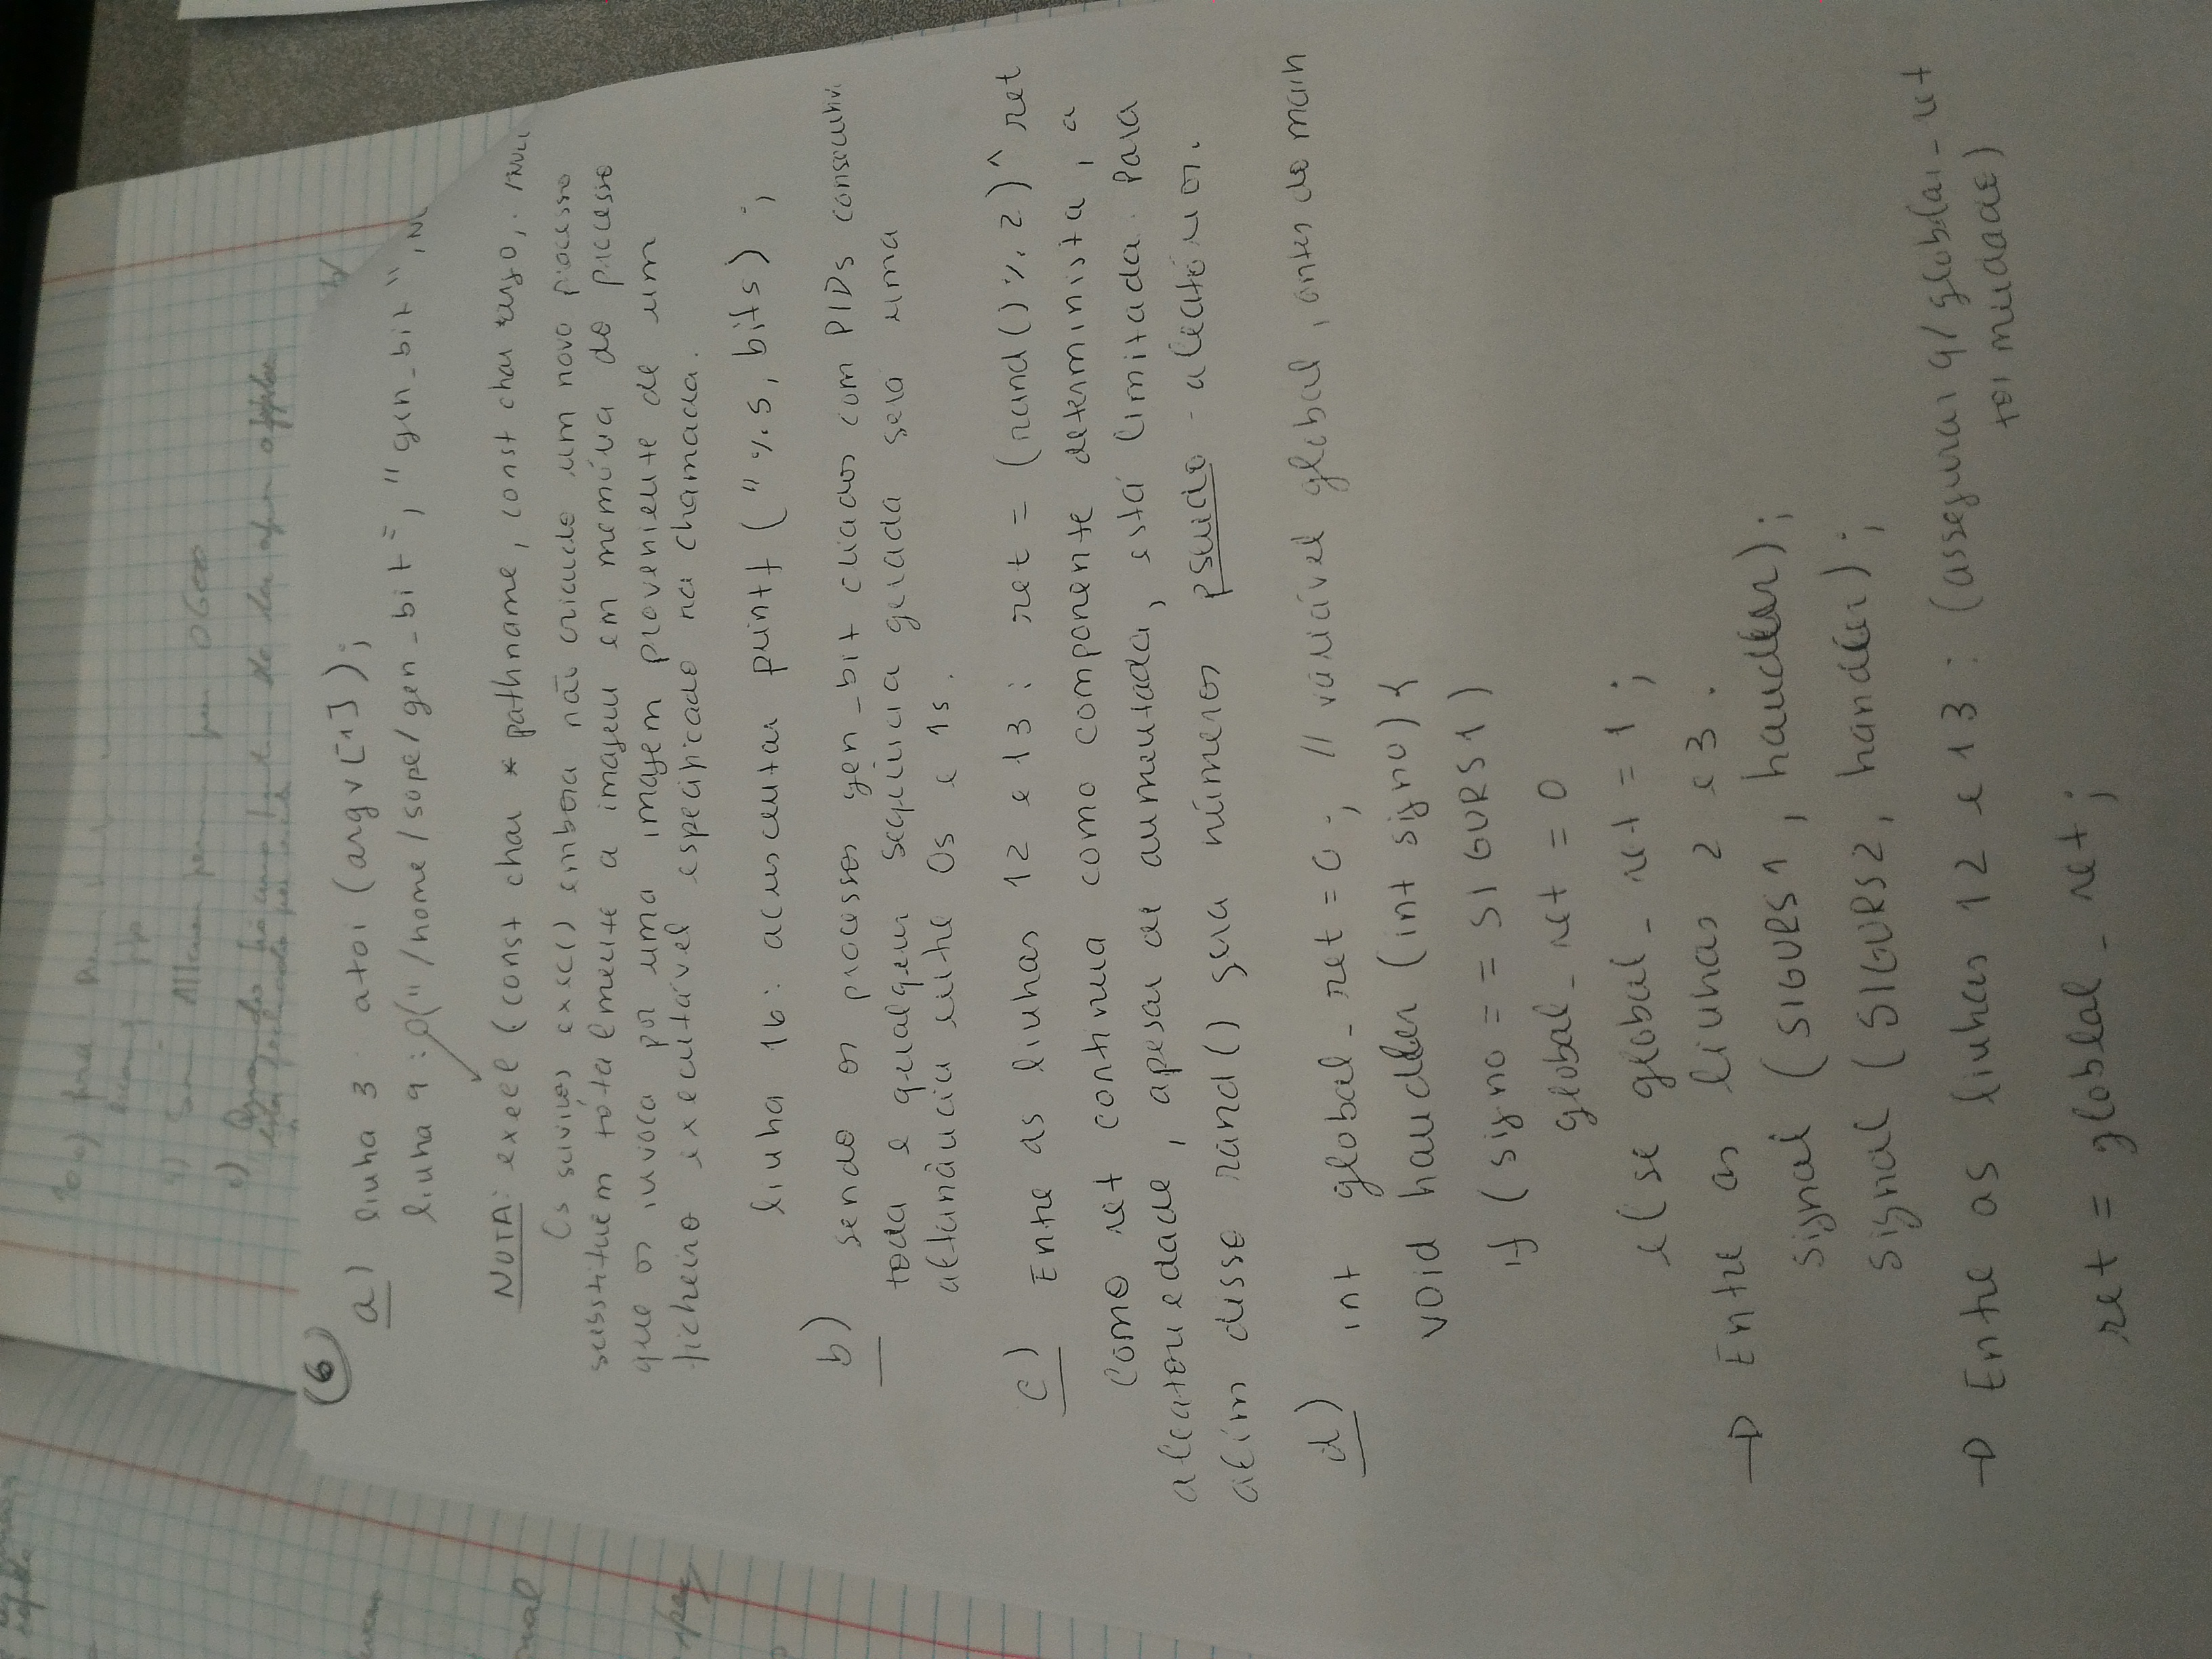 0600
6
a) linha 3 atoi (argv[1]);
linha 9 : ("/home/sope/gen_bit", "gen_bit", N
NOTA: execl (const char * pathname, const char *arg0, . NULL
Os serviços exec() embora não criando um novo processo
substituem totalmente a imagem em memória do processo
que os invoca por uma imagem proveniente de um
ficheiro executável especificado na chamada.
linha 16: acrescentar printf ("%s, bits) ;
b) Sendo os processos gen_bit criados com PIDs consecutiv
toda e qualquer sequência gerada será uma
alternância entre 0s e 1s.
c) Entre as linhas 12 e 13 : ret = (rand()%2)^ret
Como ret continua como componente determinista, a
aleatoriedade, apesar de aumentada, está limitada. Para
além disso rand() gera números pseudo-aleatórios.
d) int global_ret = 0 ; // variável global, antes do main
void handler (int signo) {
if (signo == SIGURS1)
global_ret = 0
else global_ret = 1 ;
→ Entre as linhas 2 e 3 :
signal (SIGURS1, handler);
signal (SIGURS2, handler);
→ Entre as linhas 12 e 13 : (assegurar q/ globlal_ret
foi mudado)
ret = globlal_ret ;